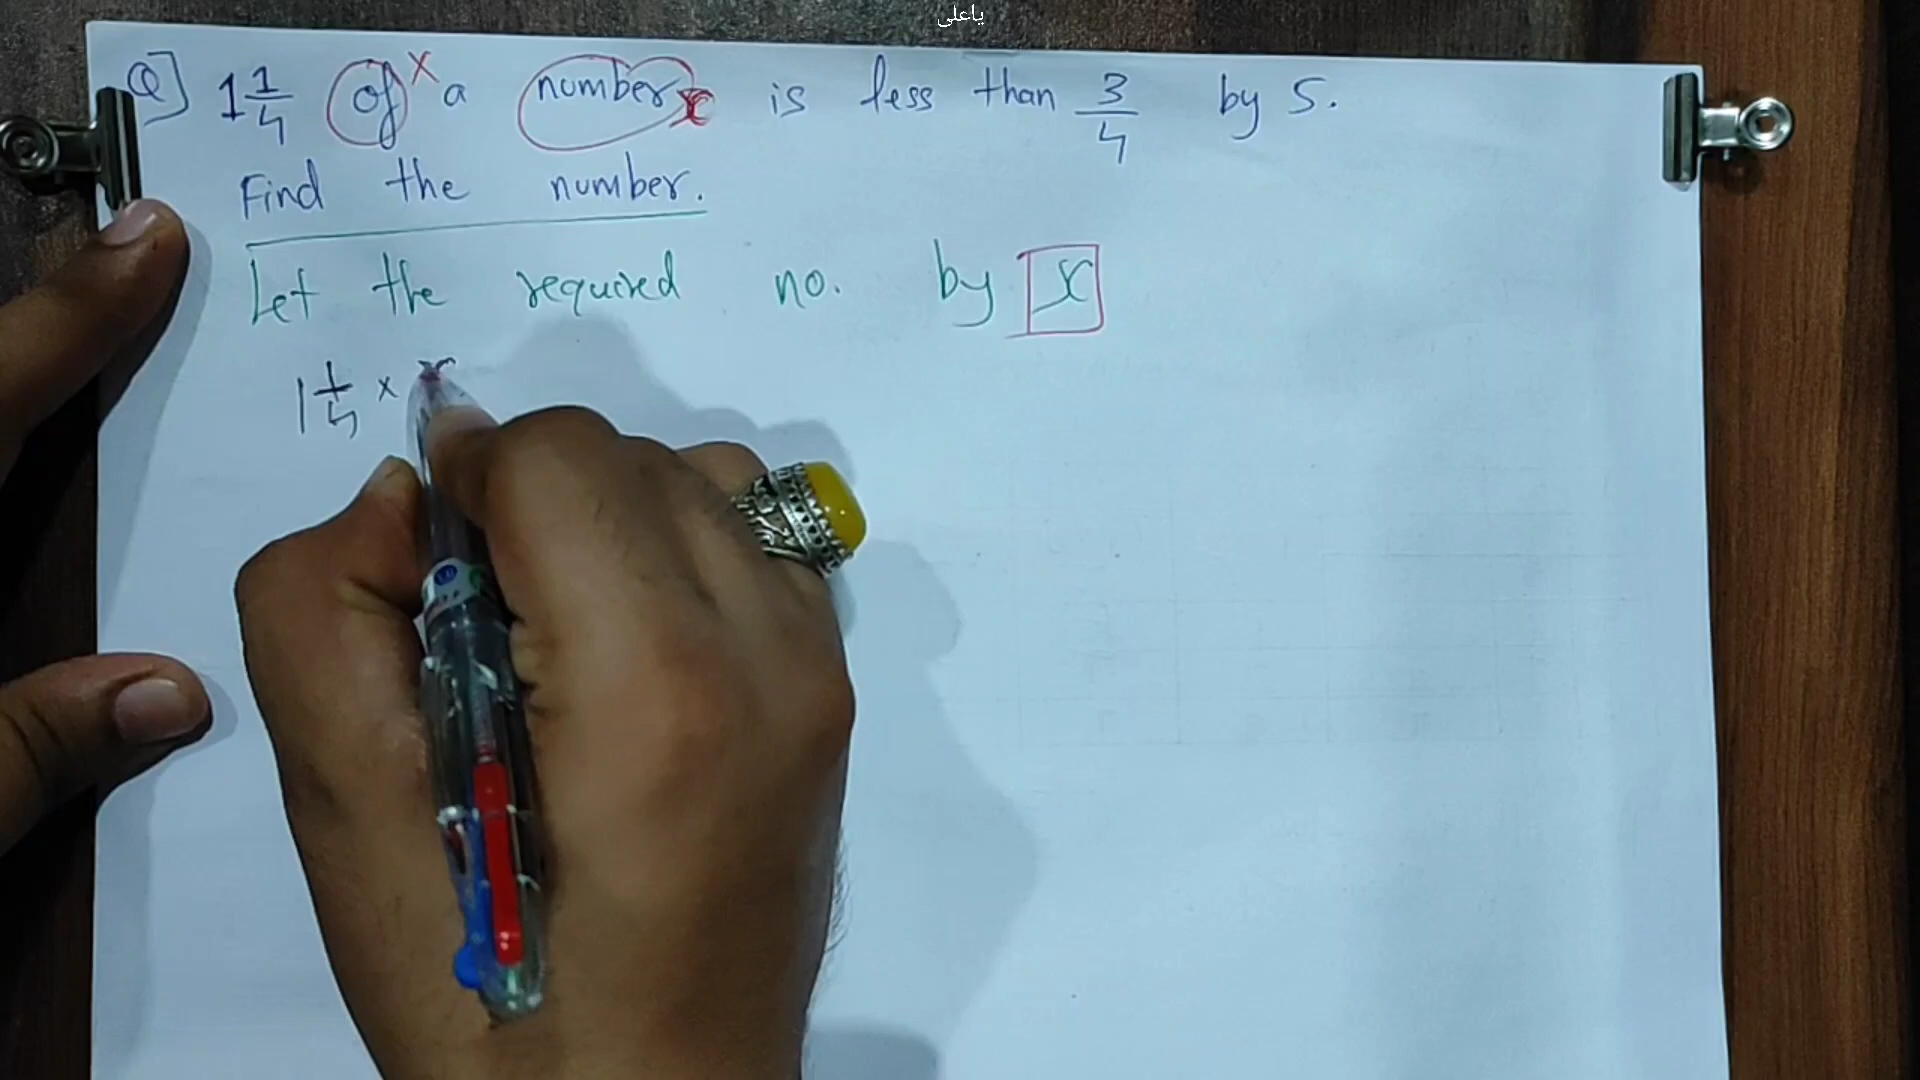 ياعلى
Q] 1 1/4 of × a number x is less than 3/4 by 5.
Find the number.
Let the required no. by x
1 1/4 × x